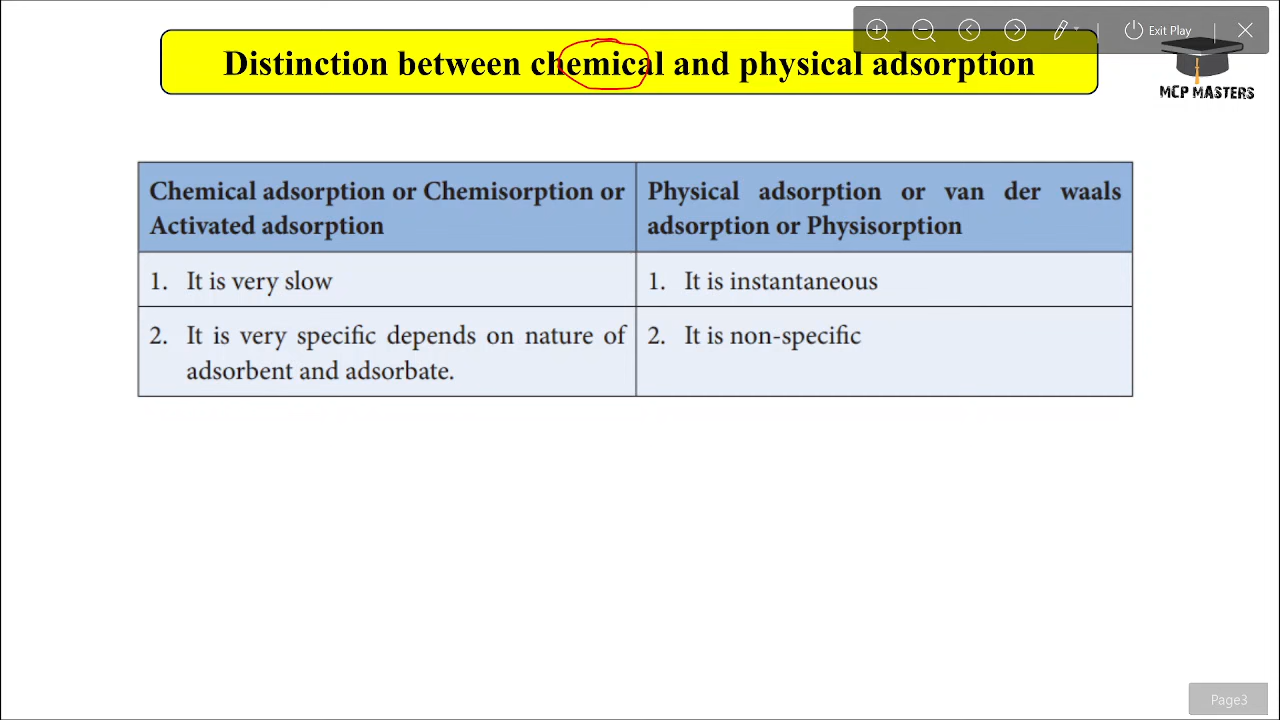 Exit Play
Distinction between chemical and physical adsorption
MCP MASTERS
Chemical adsorption or Chemisorption or
Activated adsorption
Physical adsorption or van der waals
adsorption or Physisorption
1. It is very slow
1. It is instantaneous
2. It is very specific depends on nature of
adsorbent and adsorbate.
2. It is non-specific
Page3